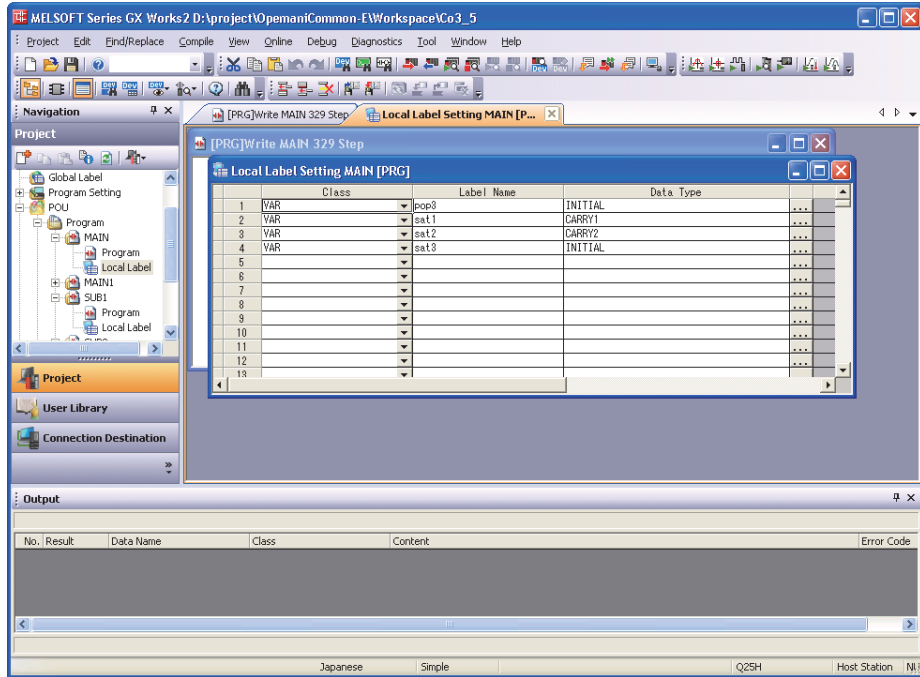 MELSOFT Series GX Works2 D:\project\OpemaniCommon-E\Workspace\Co3_5
Project Edit Find/Replace Compile View Online Debug Diagnostics Tool Window Help
Navigation
[PRG]Write MAIN 329 Step
Local Label Setting MAIN [P...
Project
[PRG]Write MAIN 329 Step
Local Label Setting MAIN [PRG]
Global Label
Program Setting
POU
Program
MAIN
Program
Local Label
MAIN1
SUB1
Program
Local Label
Class Label Name Data Type
1 VAR pop3 INITIAL ...
2 VAR sat1 CARRY1 ...
3 VAR sat2 CARRY2 ...
4 VAR sat3 INITIAL ...
5 ...
6 ...
7 ...
8 ...
9 ...
10 ...
11 ...
12 ...
13
Project
User Library
Connection Destination
Output
No. Result Data Name Class Content Error Code
Japanese Simple Q25H Host Station